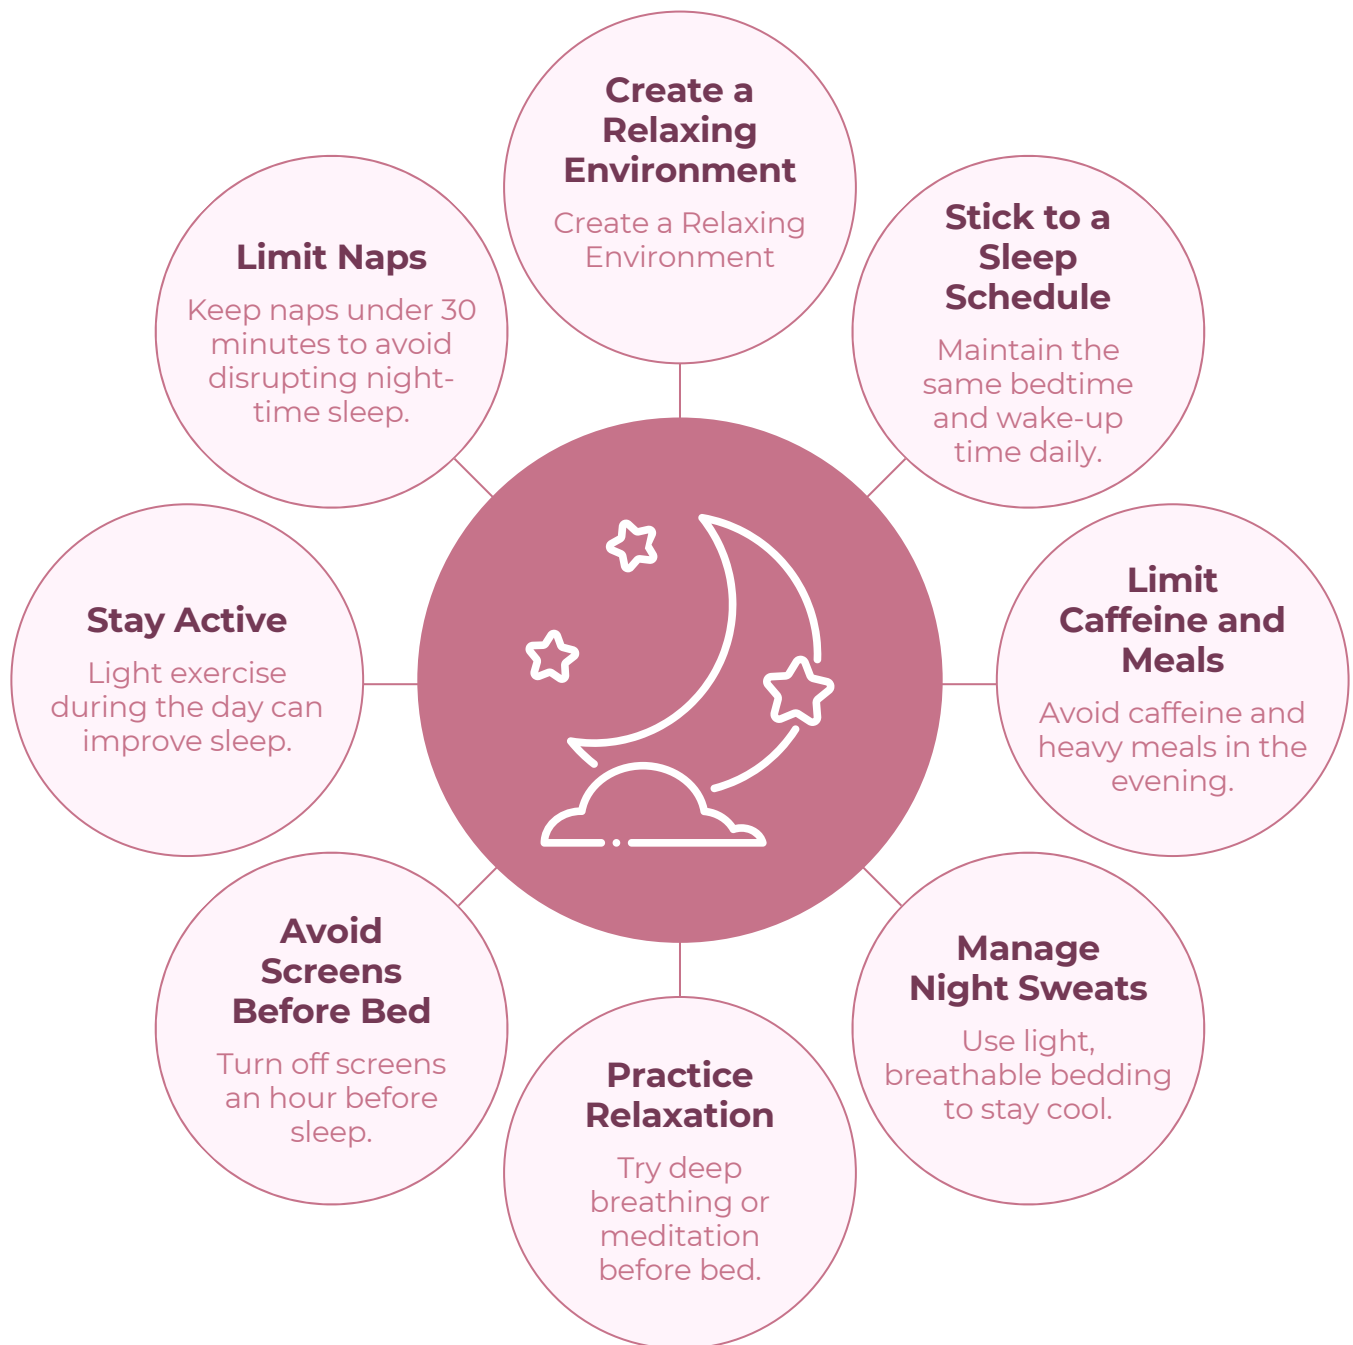 Create a
Relaxing
Environment
Create a Relaxing
Environment
Stick to a
Sleep
Schedule
Maintain the
same bedtime
and wake-up
time daily.
Limit
Caffeine and
Meals
Avoid caffeine and
heavy meals in the
evening.
Manage
Night Sweats
Use light,
breathable bedding
to stay cool.
Practice
Relaxation
Try deep
breathing or
meditation
before bed.
Avoid
Screens
Before Bed
Turn off screens
an hour before
sleep.
Stay Active
Light exercise
during the day can
improve sleep.
Limit Naps
Keep naps under 30
minutes to avoid
disrupting night-
time sleep.